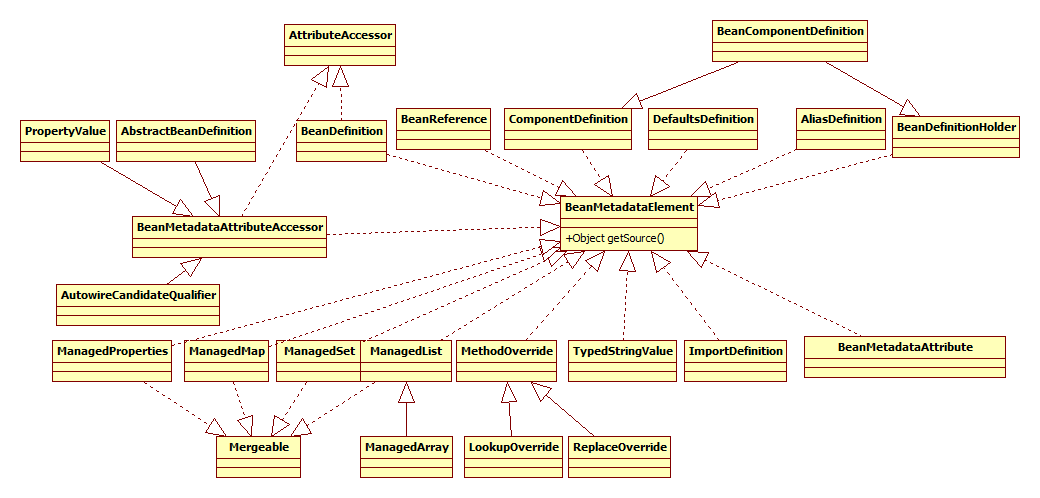 BeanComponentDefinition
AttributeAccessor
BeanReference
ComponentDefinition
DefaultsDefinition
AliasDefinition
PropertyValue
AbstractBeanDefinition
BeanDefinition
BeanDefinitionHolder
BeanMetadataElement
+Object getSource()
BeanMetadataAttributeAccessor
AutowireCandidateQualifier
ManagedProperties
ManagedMap
ManagedSet
ManagedList
MethodOverride
TypedStringValue
ImportDefinition
BeanMetadataAttribute
Mergeable
ManagedArray
LookupOverride
ReplaceOverride